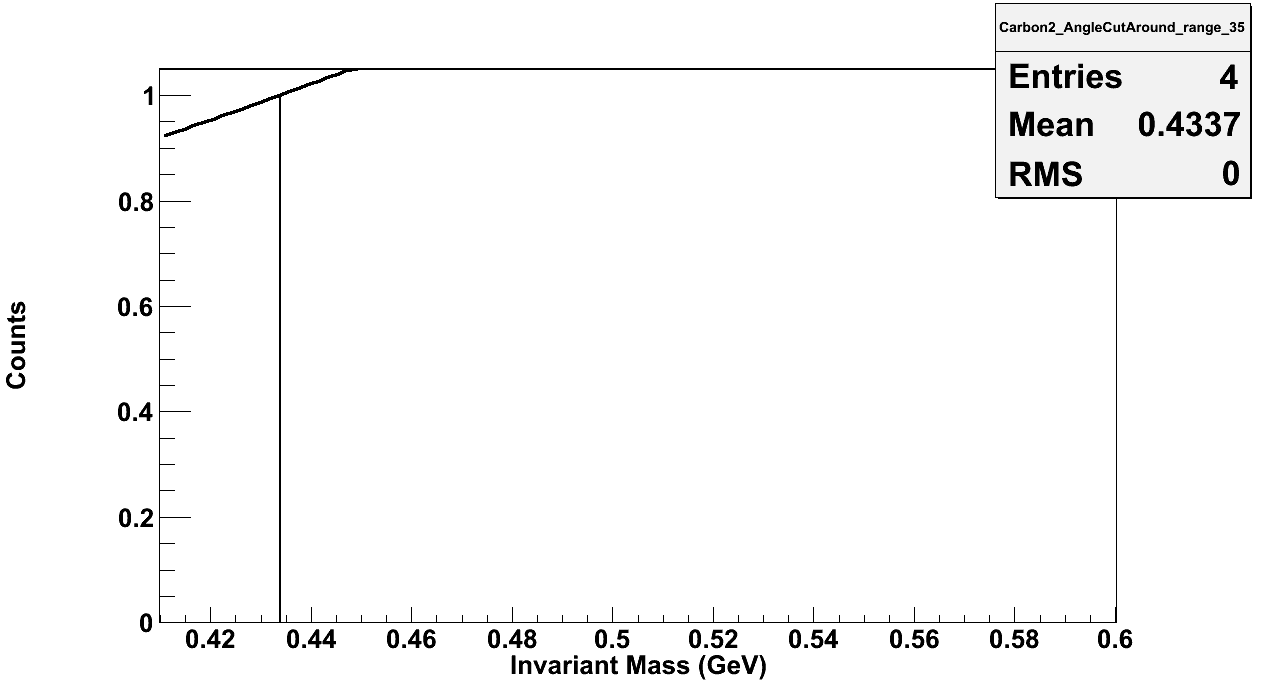 Carbon2_AngleCutAround_range_35
Entries 4
Mean 0.4337
RMS 0
1
0.8
0.6
0.4
0.2
0
Counts
0.42 0.44 0.46 0.48 0.5 0.52 0.54 0.56 0.58 0.6
Invariant Mass (GeV)